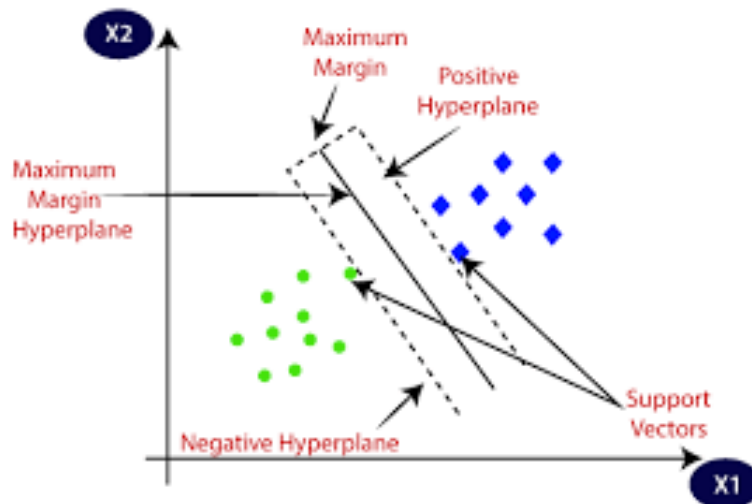 X2
Maximum
Margin
Positive
Hyperplane
Maximum
Margin
Hyperplane
Support
Vectors
Negative Hyperplane
X1